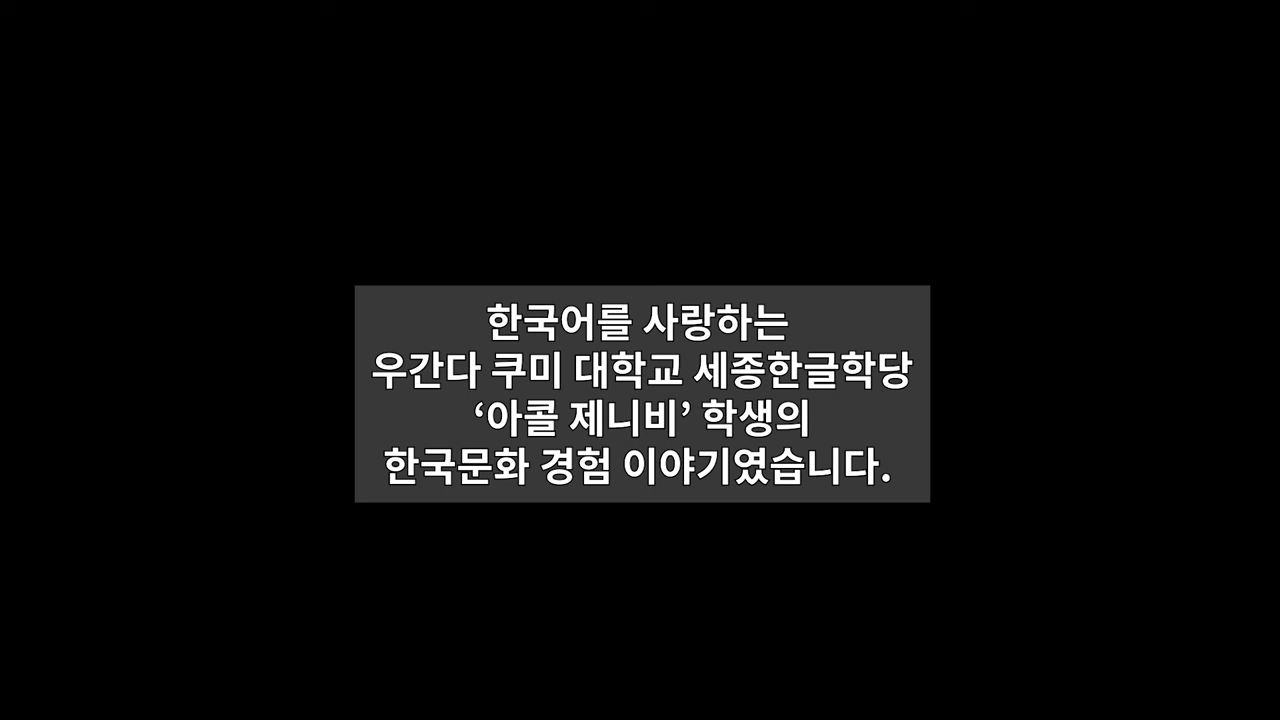 한국어를 사랑하는
우간다 쿠미 대학교 세종한글학당
‘아콜 제니비’ 학생의
한국문화 경험 이야기였습니다.